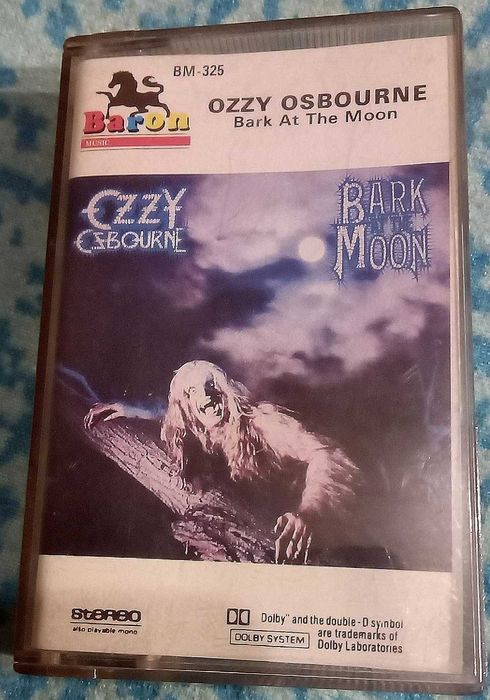 BM-325
Baron
MUSIC
OZZY OSBOURNE
Bark At The Moon
OZZY
OSBOURNE
BARK
AT THE
MOON
STEREO
also playable mono
DOLBY SYSTEM
Dolby" and the double-D symbol
are trademarks of
Dolby Laboratories